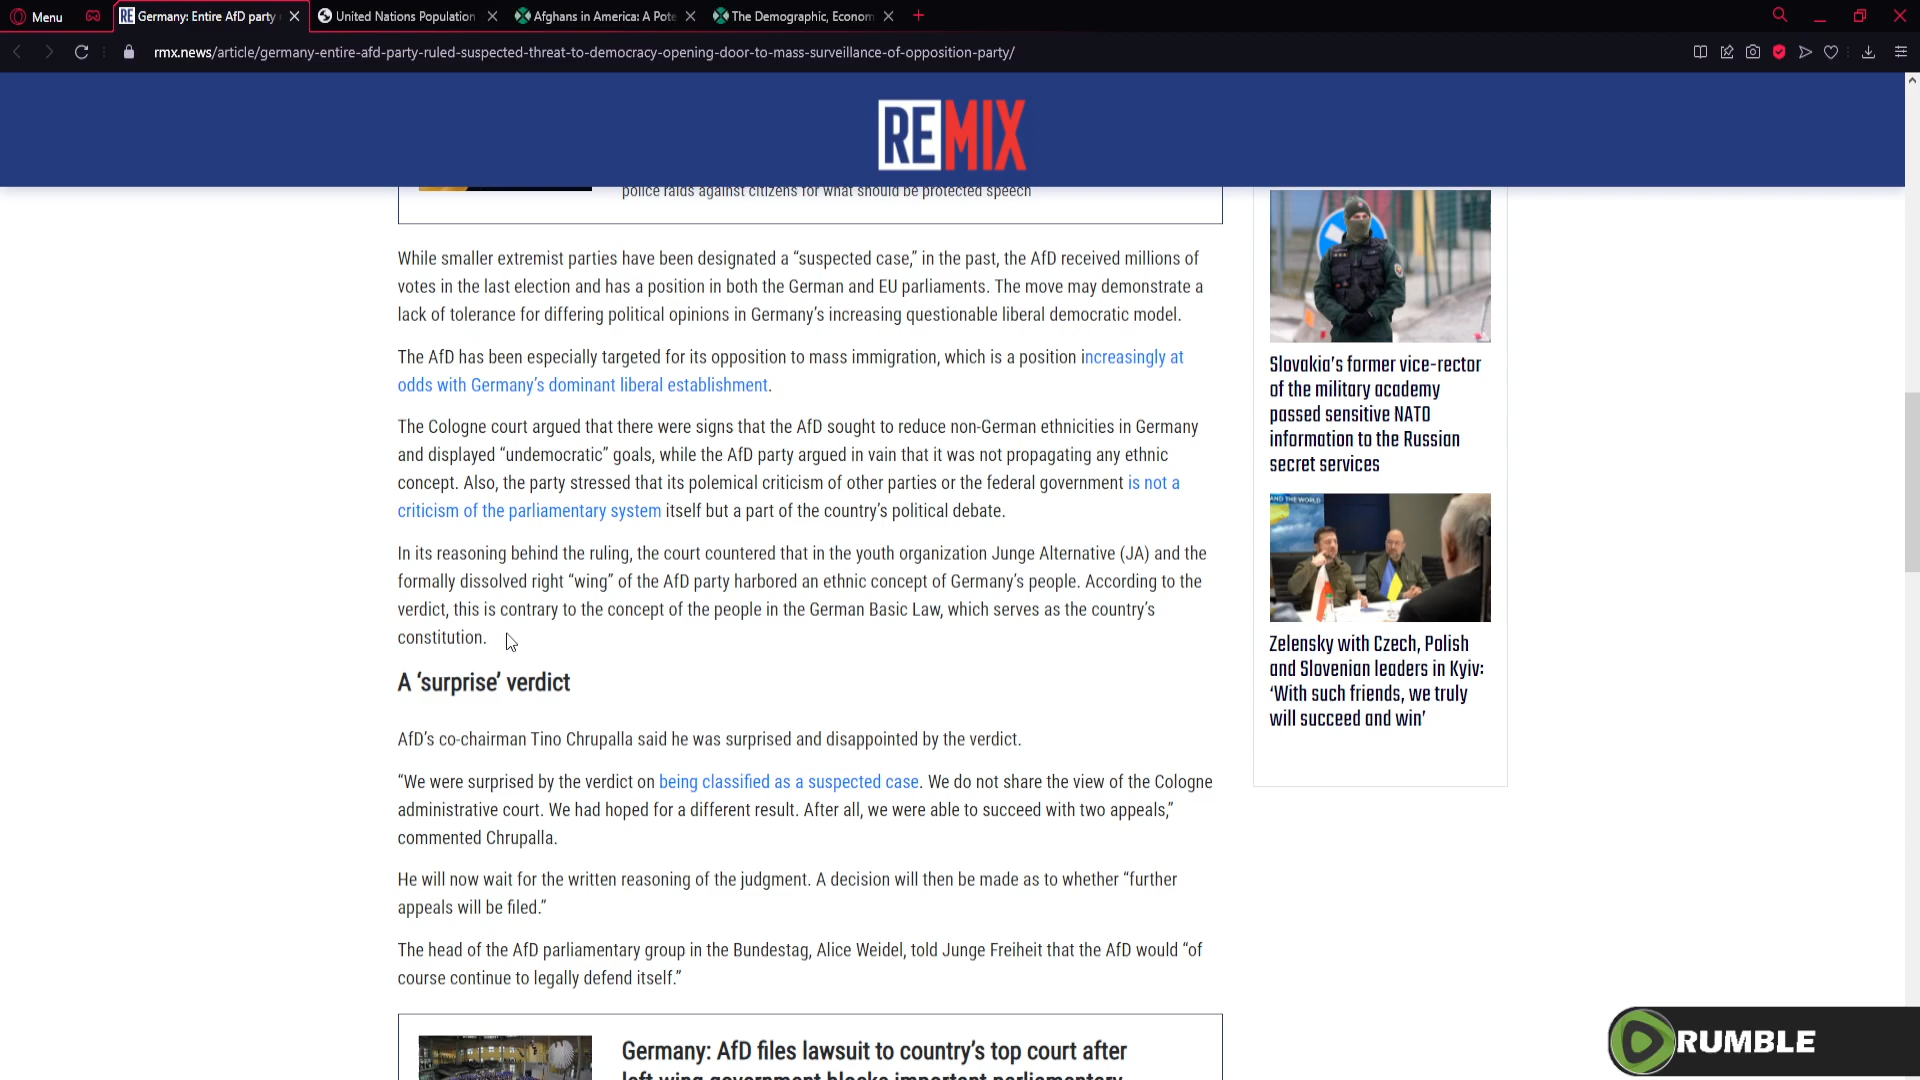 Menu
RE Germany: Entire AfD party
United Nations Population
Afghans in America: A Pote
The Demographic, Econom
rmx.news/article/germany-entire-afd-party-ruled-suspected-threat-to-democracy-opening-door-to-mass-surveillance-of-opposition-party/
REMIX
police raids against citizens for what should be protected speech
While smaller extremist parties have been designated a “suspected case,” in the past, the AfD received millions of
votes in the last election and has a position in both the German and EU parliaments. The move may demonstrate a
lack of tolerance for differing political opinions in Germany’s increasing questionable liberal democratic model.
The AfD has been especially targeted for its opposition to mass immigration, which is a position increasingly at
odds with Germany’s dominant liberal establishment.
The Cologne court argued that there were signs that the AfD sought to reduce non-German ethnicities in Germany
and displayed “undemocratic” goals, while the AfD party argued in vain that it was not propagating any ethnic
concept. Also, the party stressed that its polemical criticism of other parties or the federal government is not a
criticism of the parliamentary system itself but a part of the country’s political debate.
In its reasoning behind the ruling, the court countered that in the youth organization Junge Alternative (JA) and the
formally dissolved right “wing” of the AfD party harbored an ethnic concept of Germany’s people. According to the
verdict, this is contrary to the concept of the people in the German Basic Law, which serves as the country’s
constitution.
A ‘surprise’ verdict
AfD’s co-chairman Tino Chrupalla said he was surprised and disappointed by the verdict.
“We were surprised by the verdict on being classified as a suspected case. We do not share the view of the Cologne
administrative court. We had hoped for a different result. After all, we were able to succeed with two appeals,”
commented Chrupalla.
He will now wait for the written reasoning of the judgment. A decision will then be made as to whether “further
appeals will be filed.”
The head of the AfD parliamentary group in the Bundestag, Alice Weidel, told Junge Freiheit that the AfD would “of
course continue to legally defend itself.”
Germany: AfD files lawsuit to country’s top court after
left-wing government blocks important parliamentary
Slovakia’s former vice-rector
of the military academy
passed sensitive NATO
information to the Russian
secret services
AND THE WORLD
Zelensky with Czech, Polish
and Slovenian leaders in Kyiv:
‘With such friends, we truly
will succeed and win’
RUMBLE